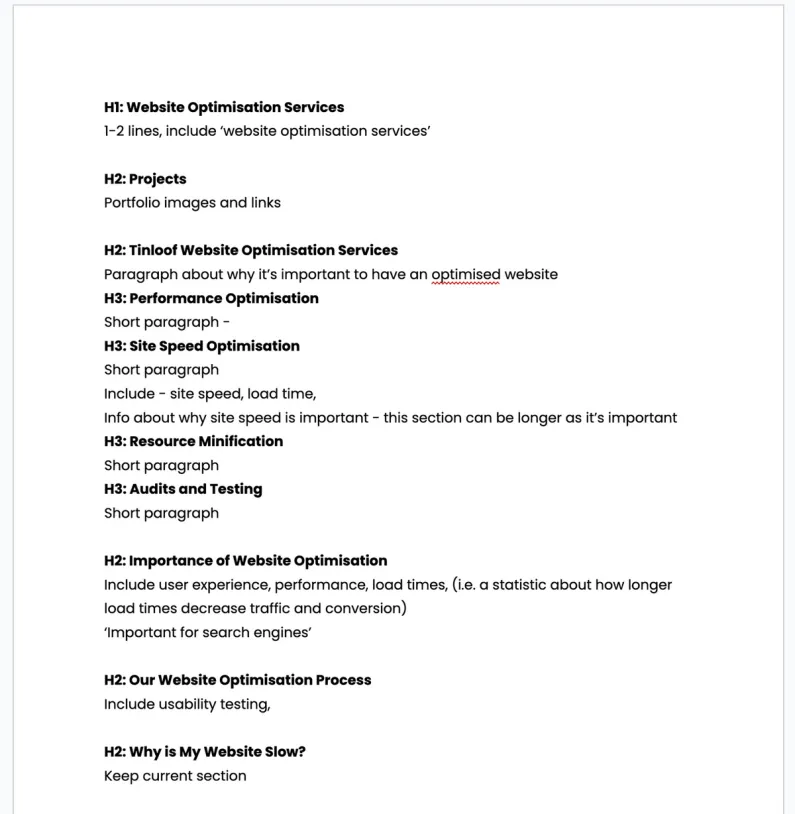 H1: Website Optimisation Services
1-2 lines, include ‘website optimisation services’
H2: Projects
Portfolio images and links
H2: Tinloof Website Optimisation Services
Paragraph about why it’s important to have an optimised website
H3: Performance Optimisation
Short paragraph -
H3: Site Speed Optimisation
Short paragraph
Include - site speed, load time,
Info about why site speed is important - this section can be longer as it’s important
H3: Resource Minification
Short paragraph
H3: Audits and Testing
Short paragraph
H2: Importance of Website Optimisation
Include user experience, performance, load times, (i.e. a statistic about how longer
load times decrease traffic and conversion)
‘Important for search engines’
H2: Our Website Optimisation Process
Include usability testing,
H2: Why is My Website Slow?
Keep current section